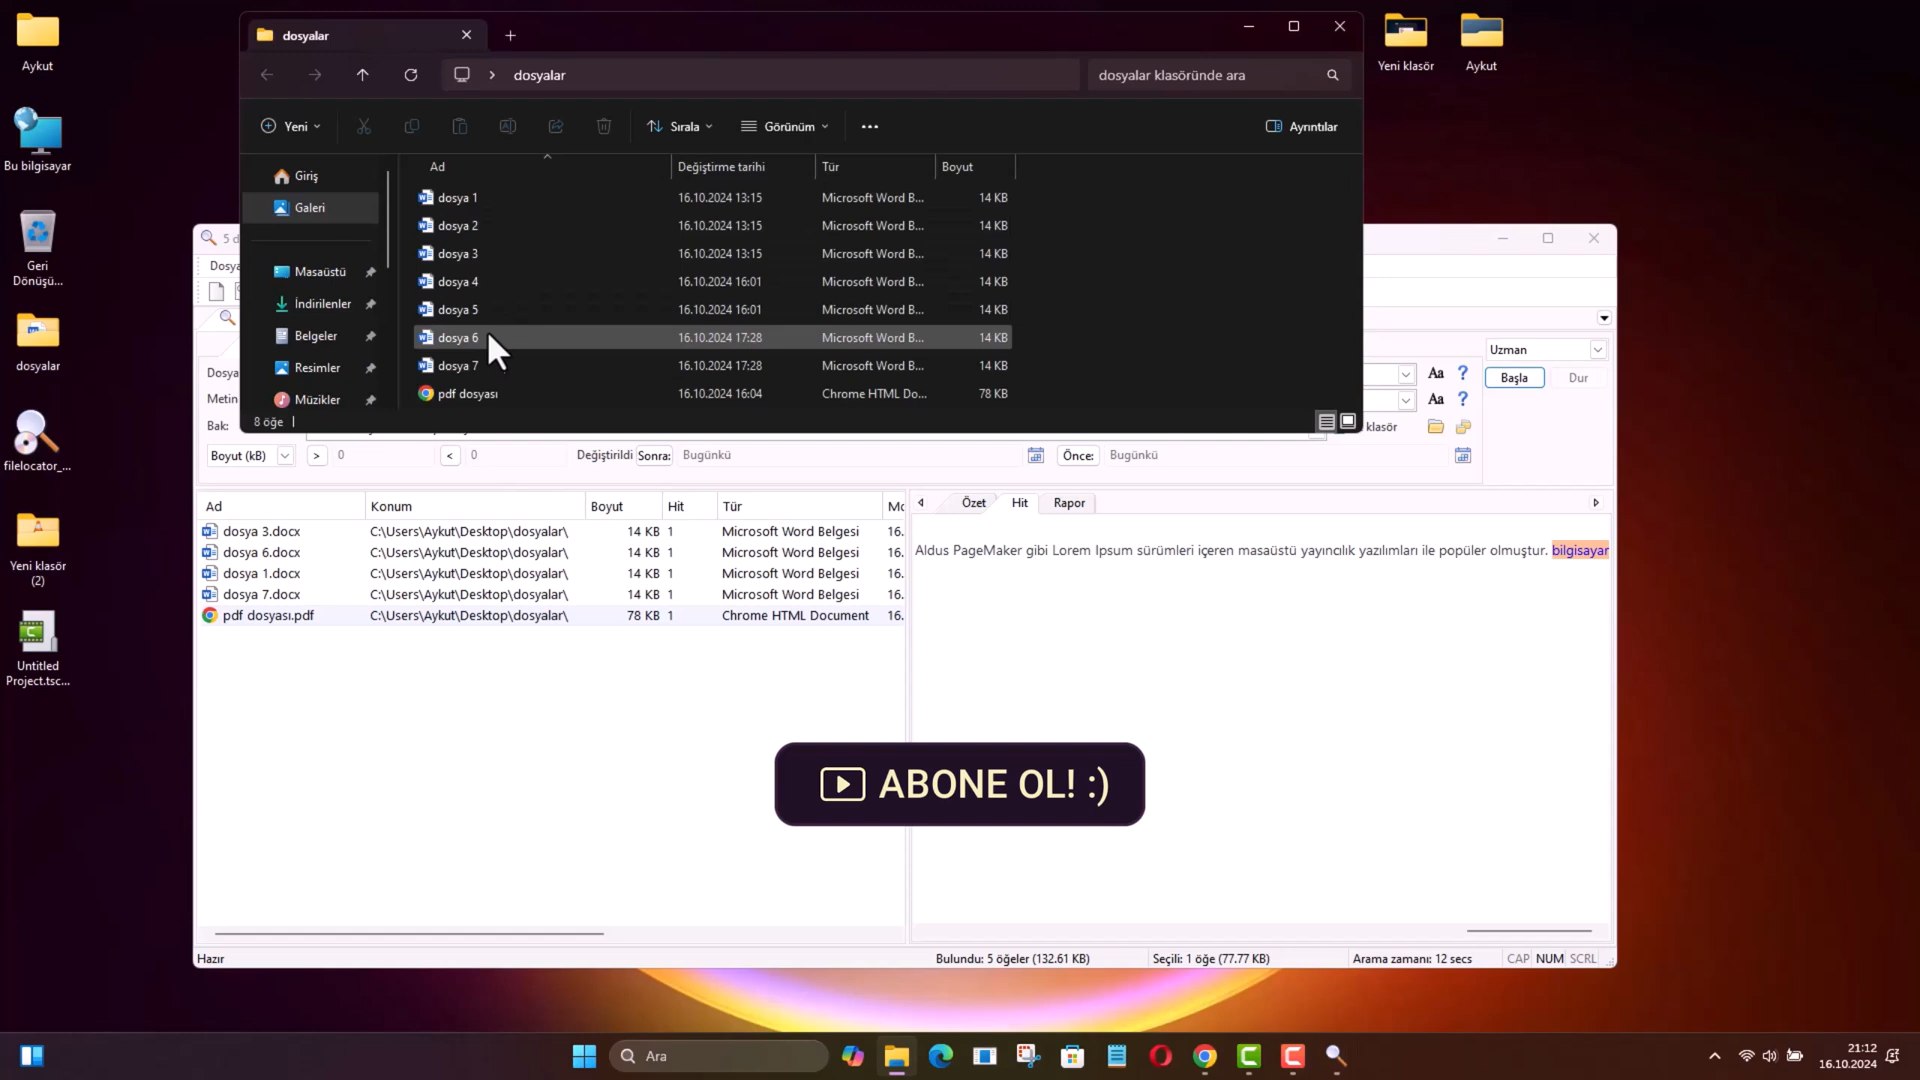 Aykut
Bu bilgisayar
Geri
Dönüşü...
dosyalar
filelocator_...
Yeni klasör
(2)
Untitled
Project.tsc...
Yeni klasör
Aykut
dosyalar
dosyalar
dosyalar klasöründe ara
Yeni
Sırala
Görünüm
Ayrıntılar
Giriş
Galeri
Masaüstü
İndirilenler
Belgeler
Resimler
Müzikler
Ad Değiştirme tarihi Tür Boyut
dosya 1 16.10.2024 13:15 Microsoft Word B... 14 KB
dosya 2 16.10.2024 13:15 Microsoft Word B... 14 KB
dosya 3 16.10.2024 13:15 Microsoft Word B... 14 KB
dosya 4 16.10.2024 16:01 Microsoft Word B... 14 KB
dosya 5 16.10.2024 16:01 Microsoft Word B... 14 KB
dosya 6 16.10.2024 17:28 Microsoft Word B... 14 KB
dosya 7 16.10.2024 17:28 Microsoft Word B... 14 KB
pdf dosyası 16.10.2024 16:04 Chrome HTML Do... 78 KB
8 öğe
5 d
Dosya
Uzman
Dosya
Aa ?
Başla Dur
Metin
Aa ?
Bak:
klasör
Boyut (kB) > 0 < 0 Değiştirildi Sonra: Bugünkü Önce: Bugünkü
Ad Konum Boyut Hit Tür Mo
dosya 3.docx C:\Users\Aykut\Desktop\dosyalar\ 14 KB 1 Microsoft Word Belgesi 16.
dosya 6.docx C:\Users\Aykut\Desktop\dosyalar\ 14 KB 1 Microsoft Word Belgesi 16.
dosya 1.docx C:\Users\Aykut\Desktop\dosyalar\ 14 KB 1 Microsoft Word Belgesi 16.
dosya 7.docx C:\Users\Aykut\Desktop\dosyalar\ 14 KB 1 Microsoft Word Belgesi 16.
pdf dosyası.pdf C:\Users\Aykut\Desktop\dosyalar\ 78 KB 1 Chrome HTML Document 16.
Özet Hit Rapor
Aldus PageMaker gibi Lorem Ipsum sürümleri içeren masaüstü yayıncılık yazılımları ile popüler olmuştur. bilgisayar
ABONE OL! :)
Hazır Bulundu: 5 öğeler (132.61 KB) Seçili: 1 öğe (77.77 KB) Arama zamanı: 12 secs CAP NUM SCRL
Ara
21:12
16.10.2024